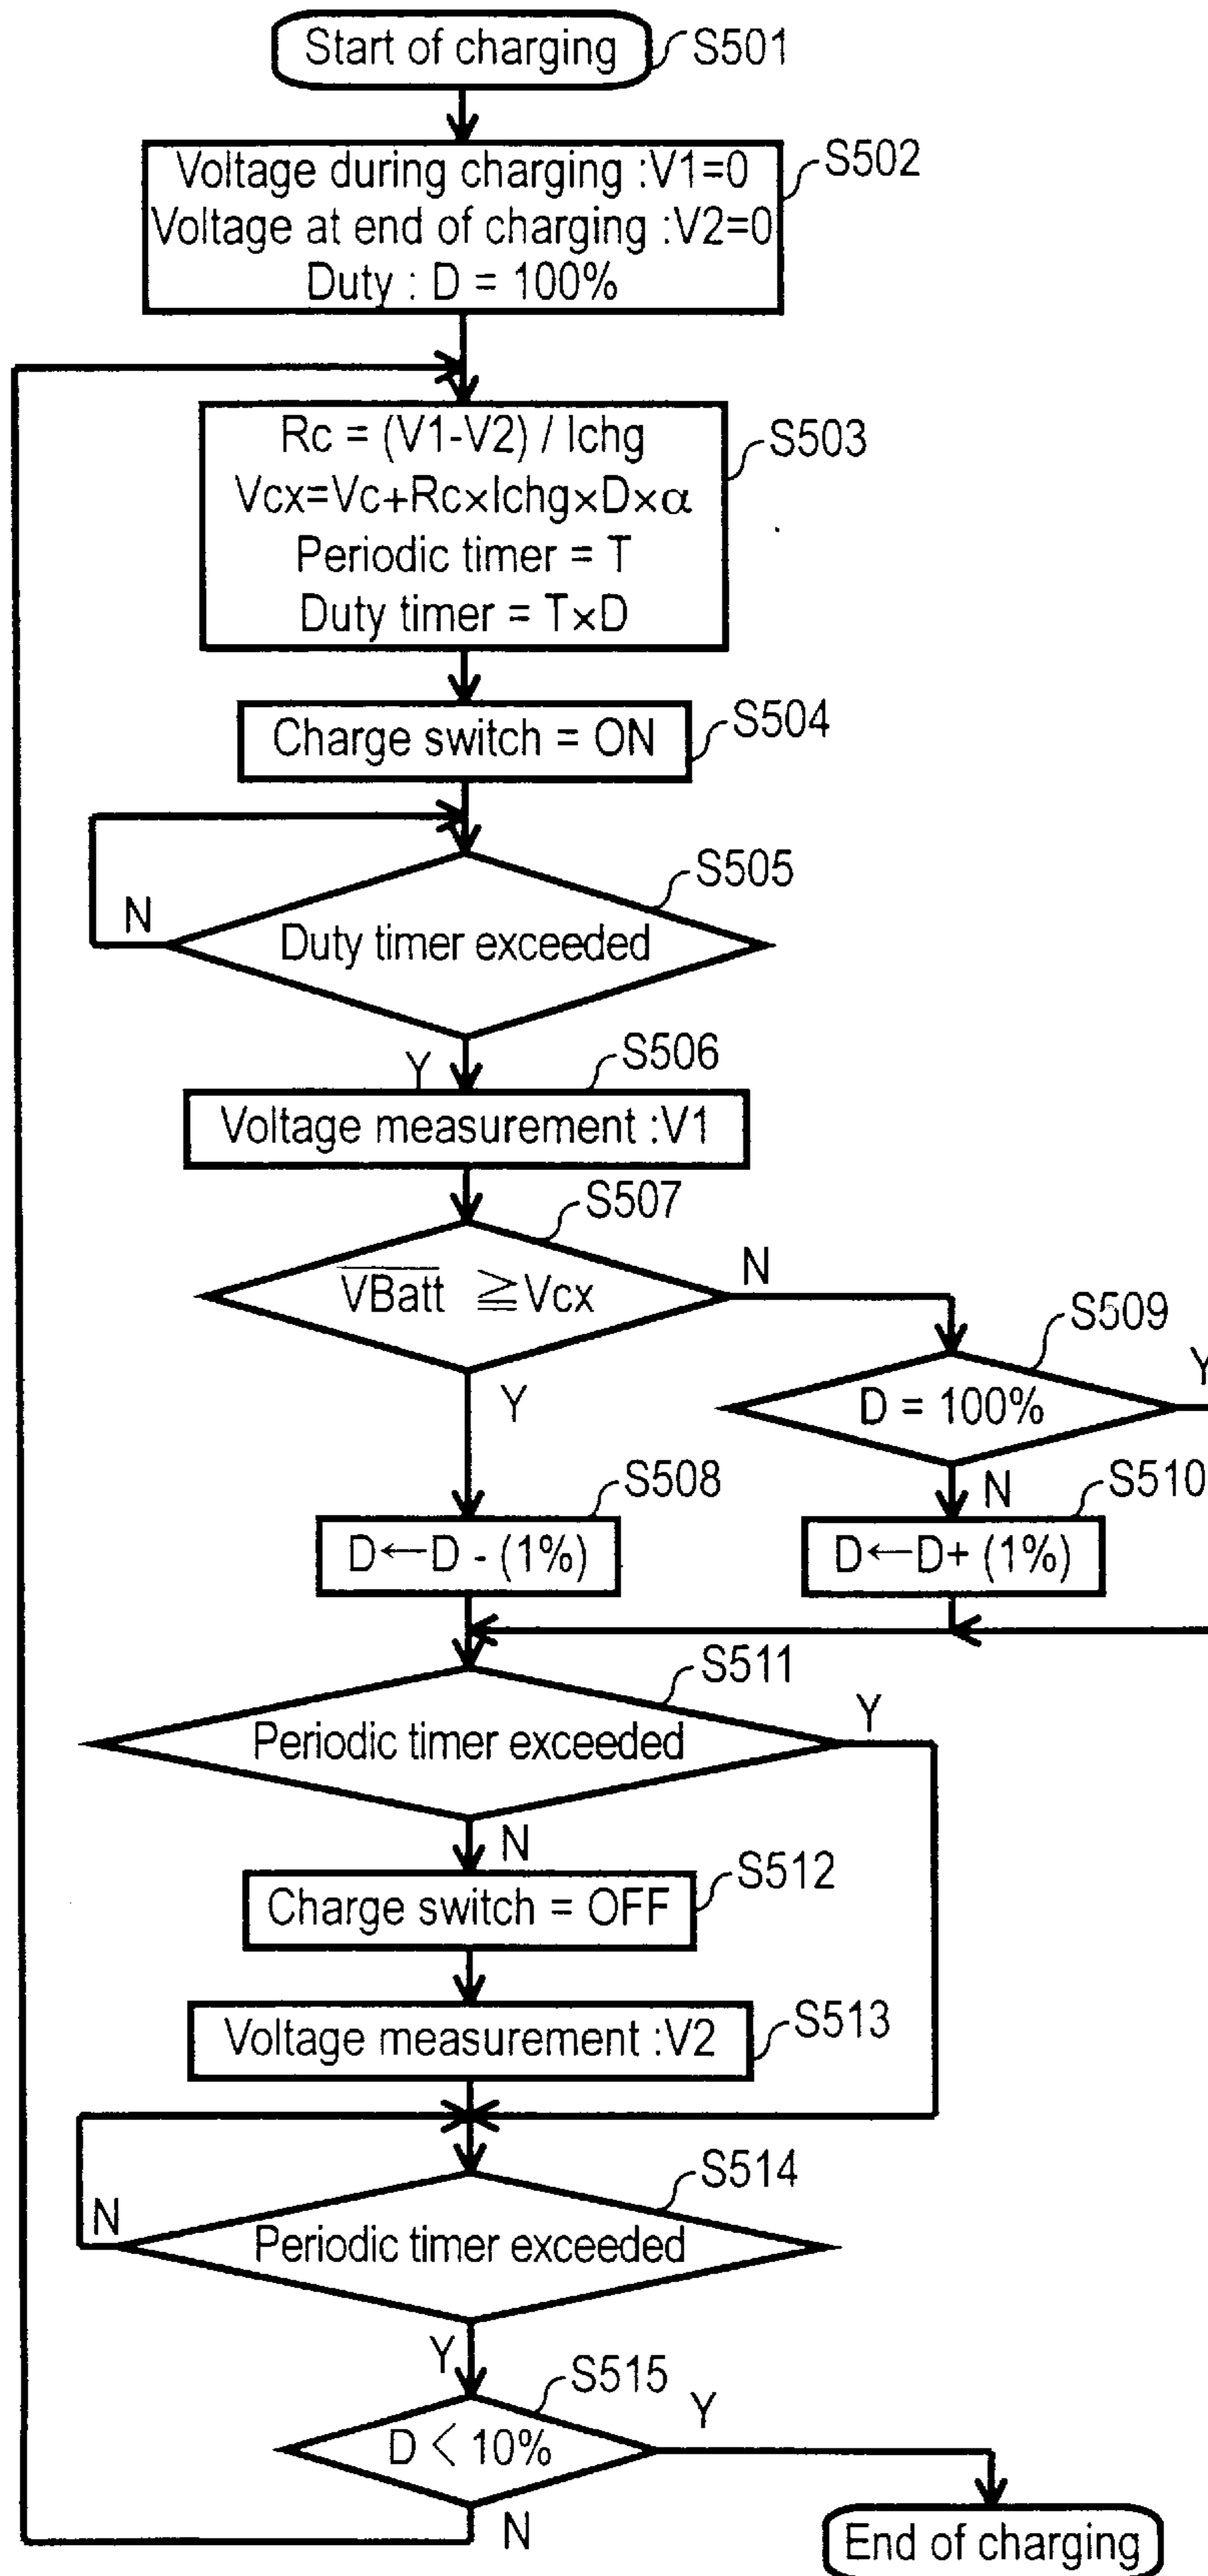 Start of charging
S501
Voltage during charging :V1=0
Voltage at end of charging :V2=0
Duty : D = 100%
S502
Rc = (V1-V2) / Ichg
Vcx=Vc+Rc×Ichg×D×α
Periodic timer = T
Duty timer = T×D
S503
Charge switch = ON
S504
S505
Duty timer exceeded
N
Y
S506
Voltage measurement :V1
S507
VBatt ≧Vcx
N
Y
S509
D = 100%
Y
N
S508
D←D - (1%)
S510
D←D+ (1%)
S511
Periodic timer exceeded
Y
N
S512
Charge switch = OFF
S513
Voltage measurement :V2
S514
Periodic timer exceeded
N
Y
S515
D < 10%
Y
N
End of charging